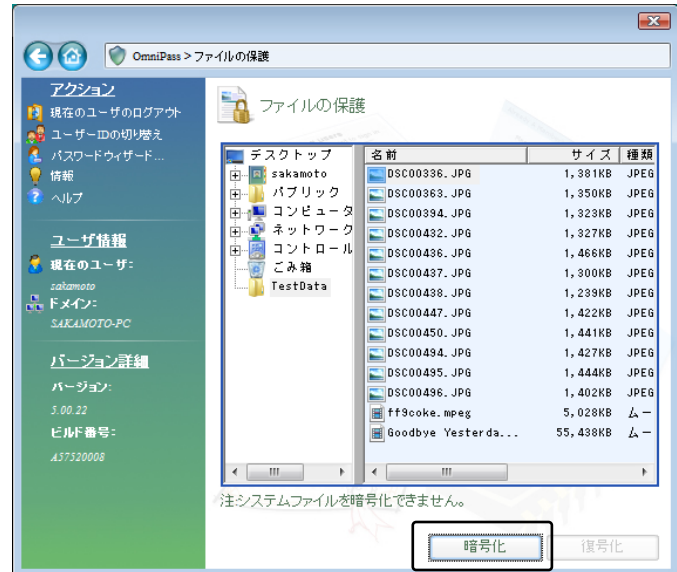 OmniPass > ファイルの保護
アクション
現在のユーザのログアウト
ユーザーIDの切り替え
パスワードウィザード...
情報
ヘルプ
ユーザ情報
現在のユーザ:
sakamoto
ドメイン:
SAKAMOTO-PC
バージョン詳細
バージョン:
5.00.22
ビルド番号:
A57520008
ファイルの保護
デスクトップ
sakamoto
パブリック
コンピュータ
ネットワーク
コントロール
ごみ箱
TestData
名前 サイズ 種類
DSC00336.JPG 1,381KB JPEG
DSC00363.JPG 1,350KB JPEG
DSC00394.JPG 1,323KB JPEG
DSC00432.JPG 1,327KB JPEG
DSC00436.JPG 1,466KB JPEG
DSC00437.JPG 1,300KB JPEG
DSC00438.JPG 1,239KB JPEG
DSC00447.JPG 1,422KB JPEG
DSC00450.JPG 1,441KB JPEG
DSC00494.JPG 1,427KB JPEG
DSC00495.JPG 1,444KB JPEG
DSC00496.JPG 1,402KB JPEG
ff9coke.mpeg 5,028KB ムー
Goodbye Yesterda... 55,438KB ムー
注:システムファイルを暗号化できません。
暗号化 復号化